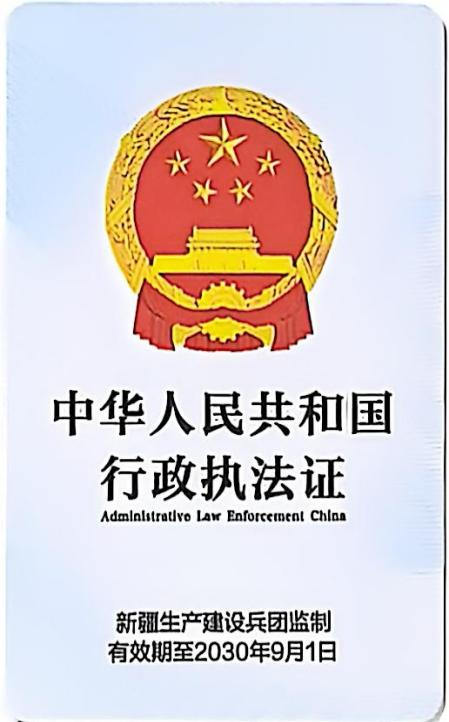 中华人民共和国
行政执法证
Administrative Law Enforcement China
新疆生产建设兵团监制
有效期至2030年9月1日